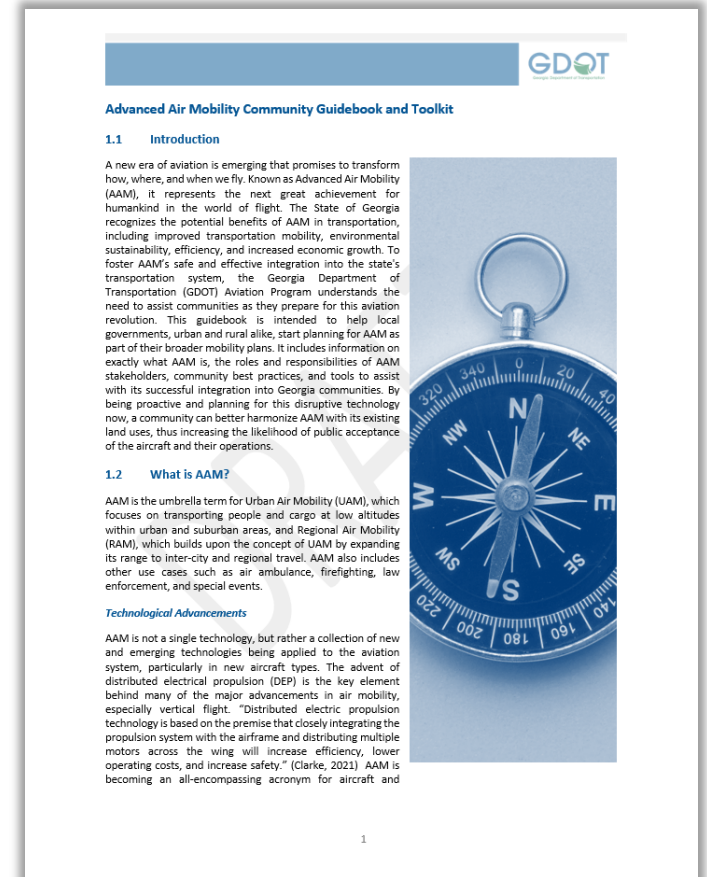 GDOT
Georgia Department of Transportation
Advanced Air Mobility Community Guidebook and Toolkit
1.1 Introduction
A new era of aviation is emerging that promises to transform
how, where, and when we fly. Known as Advanced Air Mobility
(AAM), it represents the next great achievement for
humankind in the world of flight. The State of Georgia
recognizes the potential benefits of AAM in transportation,
including improved transportation mobility, environmental
sustainability, efficiency, and increased economic growth. To
foster AAM's safe and effective integration into the state's
transportation system, the Georgia Department of
Transportation (GDOT) Aviation Program understands the
need to assist communities as they prepare for this aviation
revolution. This guidebook is intended to help local
governments, urban and rural alike, start planning for AAM as
part of their broader mobility plans. It includes information on
exactly what AAM is, the roles and responsibilities of AAM
stakeholders, community best practices, and tools to assist
with its successful integration into Georgia communities. By
being proactive and planning for this disruptive technology
now, a community can better harmonize AAM with its existing
land uses, thus increasing the likelihood of public acceptance
of the aircraft and their operations.
1.2 What is AAM?
AAM is the umbrella term for Urban Air Mobility (UAM), which
focuses on transporting people and cargo at low altitudes
within urban and suburban areas, and Regional Air Mobility
(RAM), which builds upon the concept of UAM by expanding
its range to inter-city and regional travel. AAM also includes
other use cases such as air ambulance, firefighting, law
enforcement, and special events.
Technological Advancements
AAM is not a single technology, but rather a collection of new
and emerging technologies being applied to the aviation
system, particularly in new aircraft types. The advent of
distributed electrical propulsion (DEP) is the key element
behind many of the major advancements in air mobility,
especially vertical flight. "Distributed electric propulsion
technology is based on the premise that closely integrating the
propulsion system with the airframe and distributing multiple
motors across the wing will increase efficiency, lower
operating costs, and increase safety." (Clarke, 2021) AAM is
becoming an all-encompassing acronym for aircraft and
320 340 0 20 40
N
NW NE
W E
SW SE
S
220 200 180 160 140
DRAFT
1